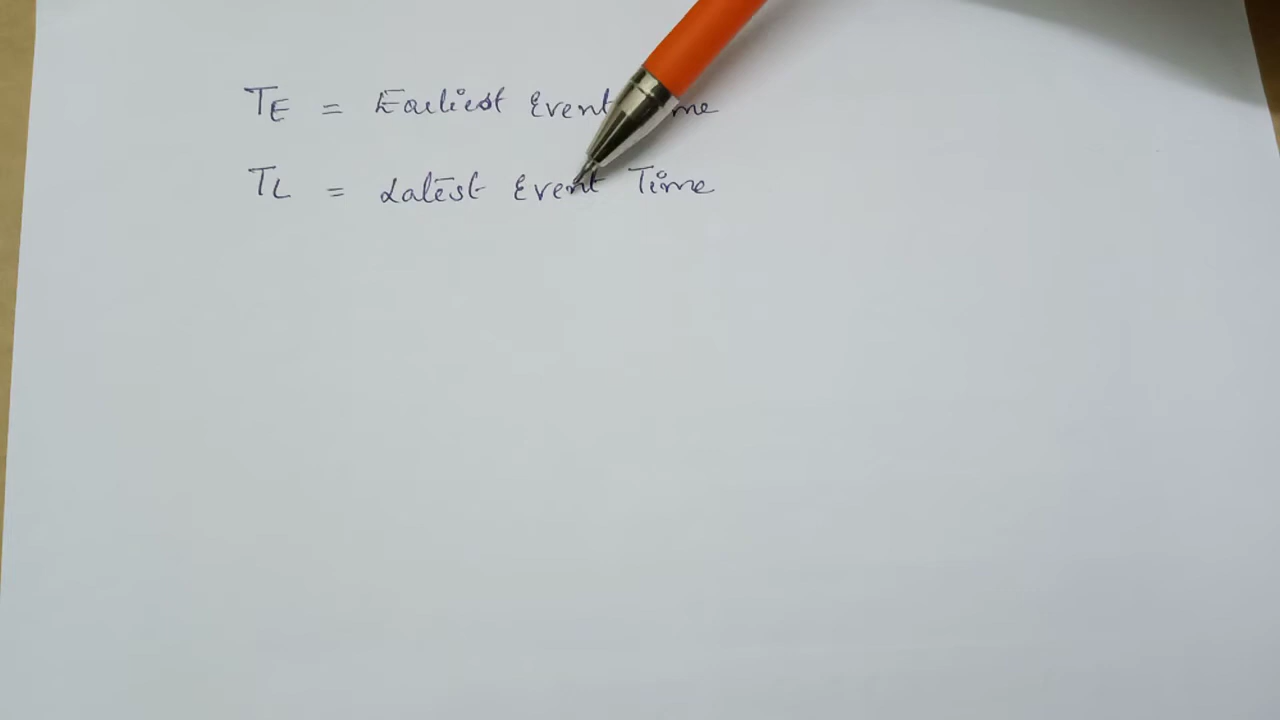 TE = Earliest Event
TL = Latest Event Time